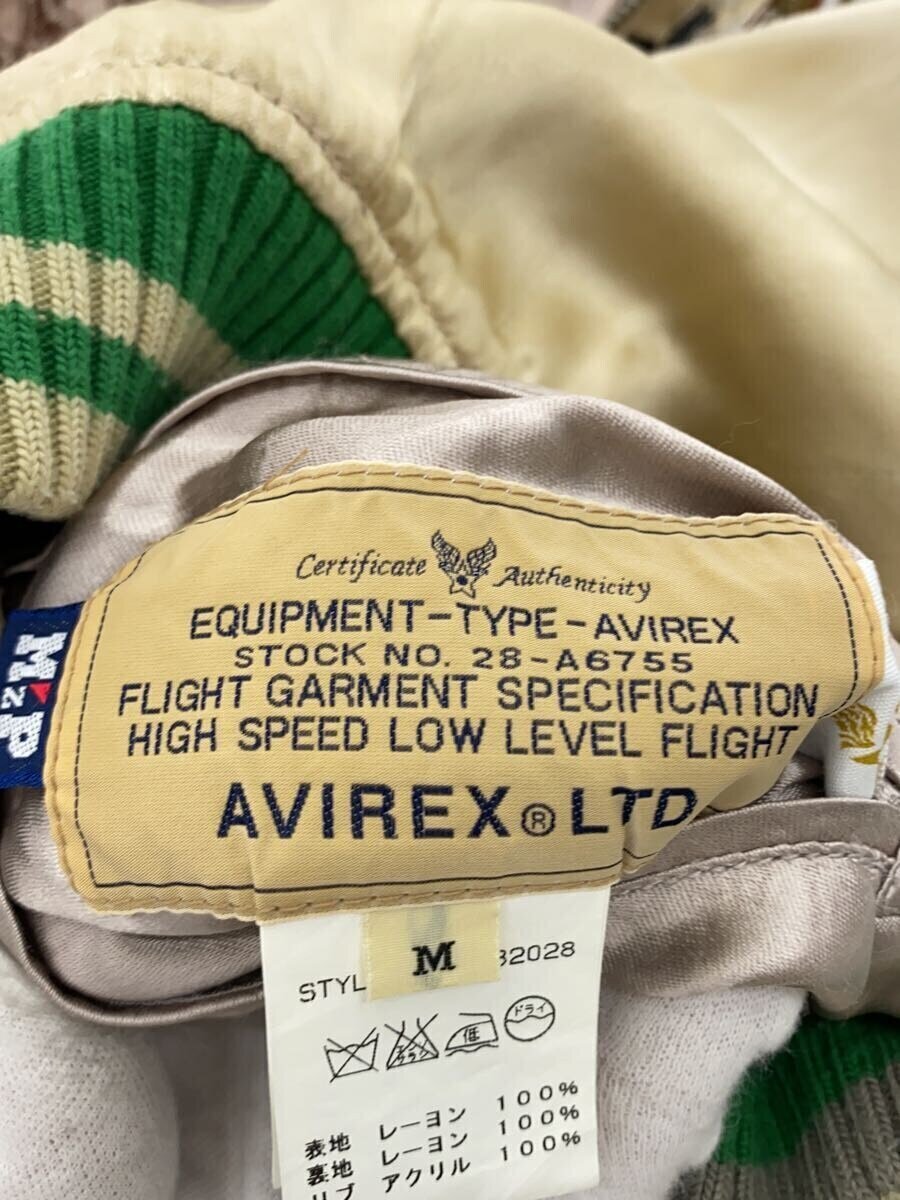 Certificate Authenticity
EQUIPMENT-TYPE-AVIREX
STOCK NO. 28-A6755
FLIGHT GARMENT SPECIFICATION
HIGH SPEED LOW LEVEL FLIGHT
AVIREX® LTD
M
STYL 32028
低 ドライ
表地 レーヨン 100%
裏地 レーヨン 100%
リブ アクリル 100%